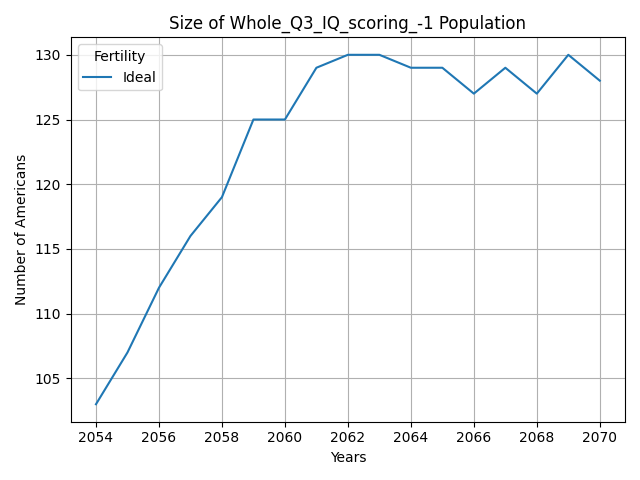 Size of Whole_Q3_IQ_scoring_-1 Population
Fertility
Ideal
Number of Americans
130
125
120
115
110
105
2054 2056 2058 2060 2062 2064 2066 2068 2070
Years